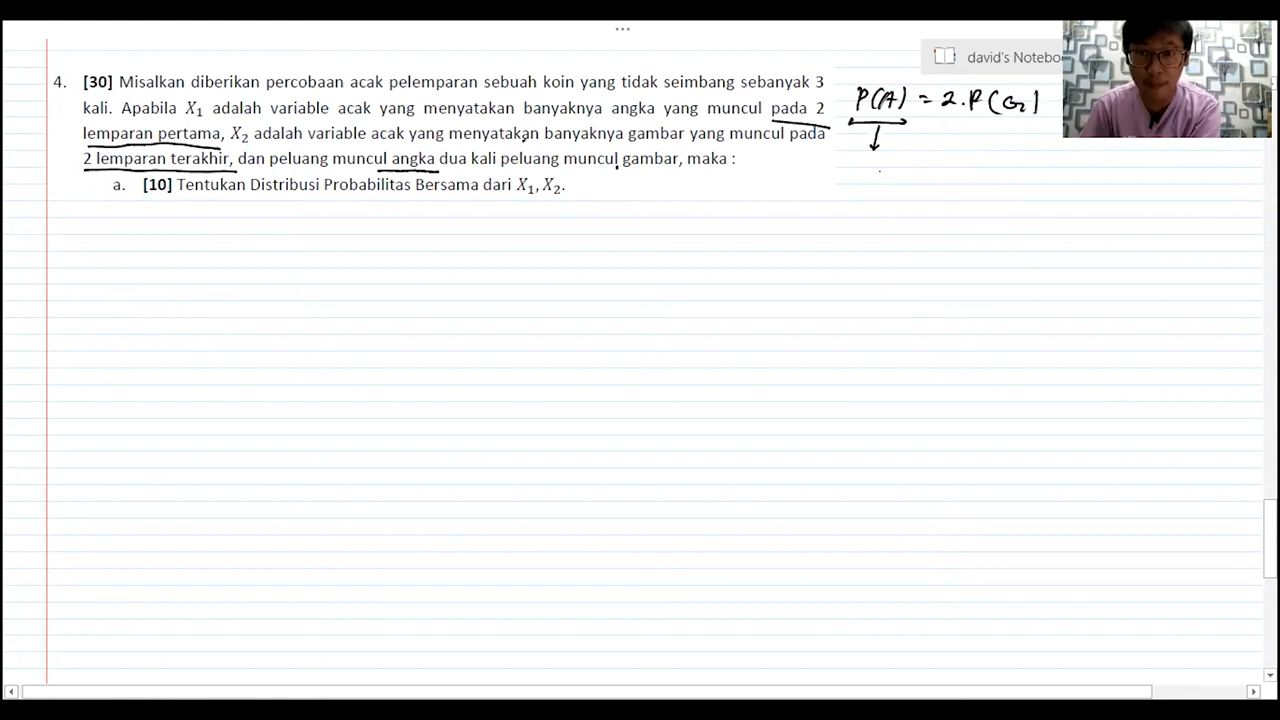 david's Notebo
4. [30] Misalkan diberikan percobaan acak pelemparan sebuah koin yang tidak seimbang sebanyak 3
kali. Apabila X₁ adalah variable acak yang menyatakan banyaknya angka yang muncul pada 2
lemparan pertama, X₂ adalah variable acak yang menyatakan banyaknya gambar yang muncul pada
2 lemparan terakhir, dan peluang muncul angka dua kali peluang muncul gambar, maka :
a. [10] Tentukan Distribusi Probabilitas Bersama dari X₁, X₂.
P(A) = 2.P(G)